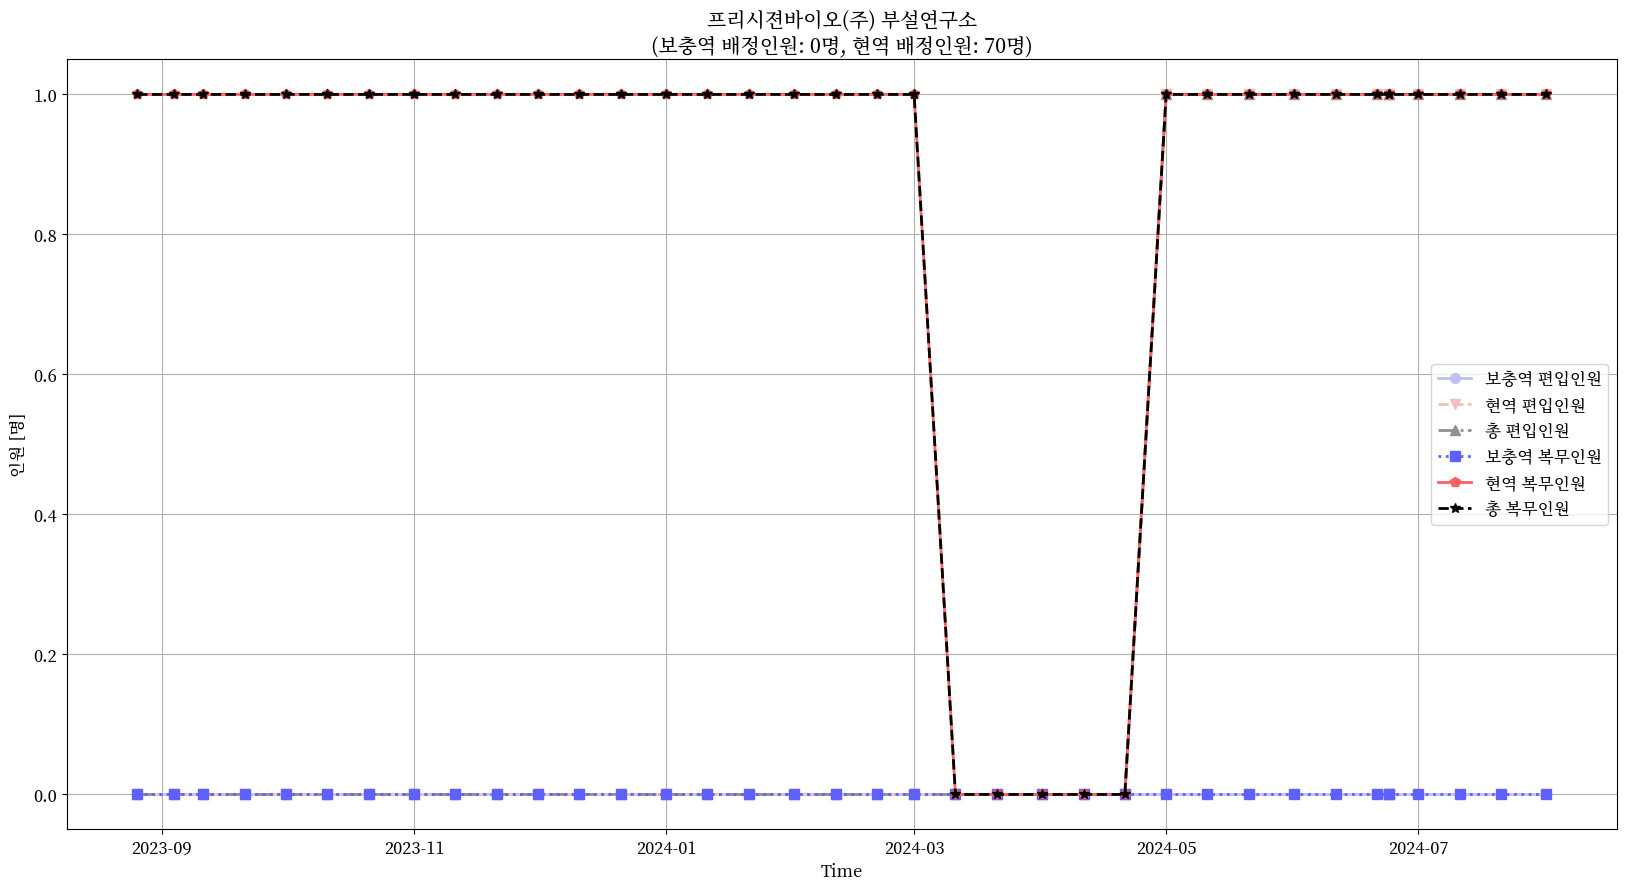 프리시젼바이오(주) 부설연구소
(보충역 배정인원: 0명, 현역 배정인원: 70명)
인원 [명]
1.0
0.8
0.6
0.4
0.2
0.0
보충역 편입인원
현역 편입인원
총 편입인원
보충역 복무인원
현역 복무인원
총 복무인원
2023-09
2023-11
2024-01
2024-03
2024-05
2024-07
Time